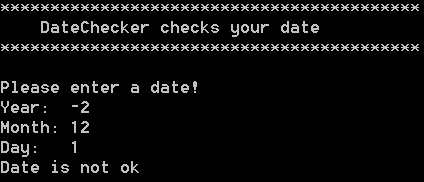 ******************************************
DateChecker checks your date
******************************************
Please enter a date!
Year: -2
Month: 12
Day: 1
Date is not ok